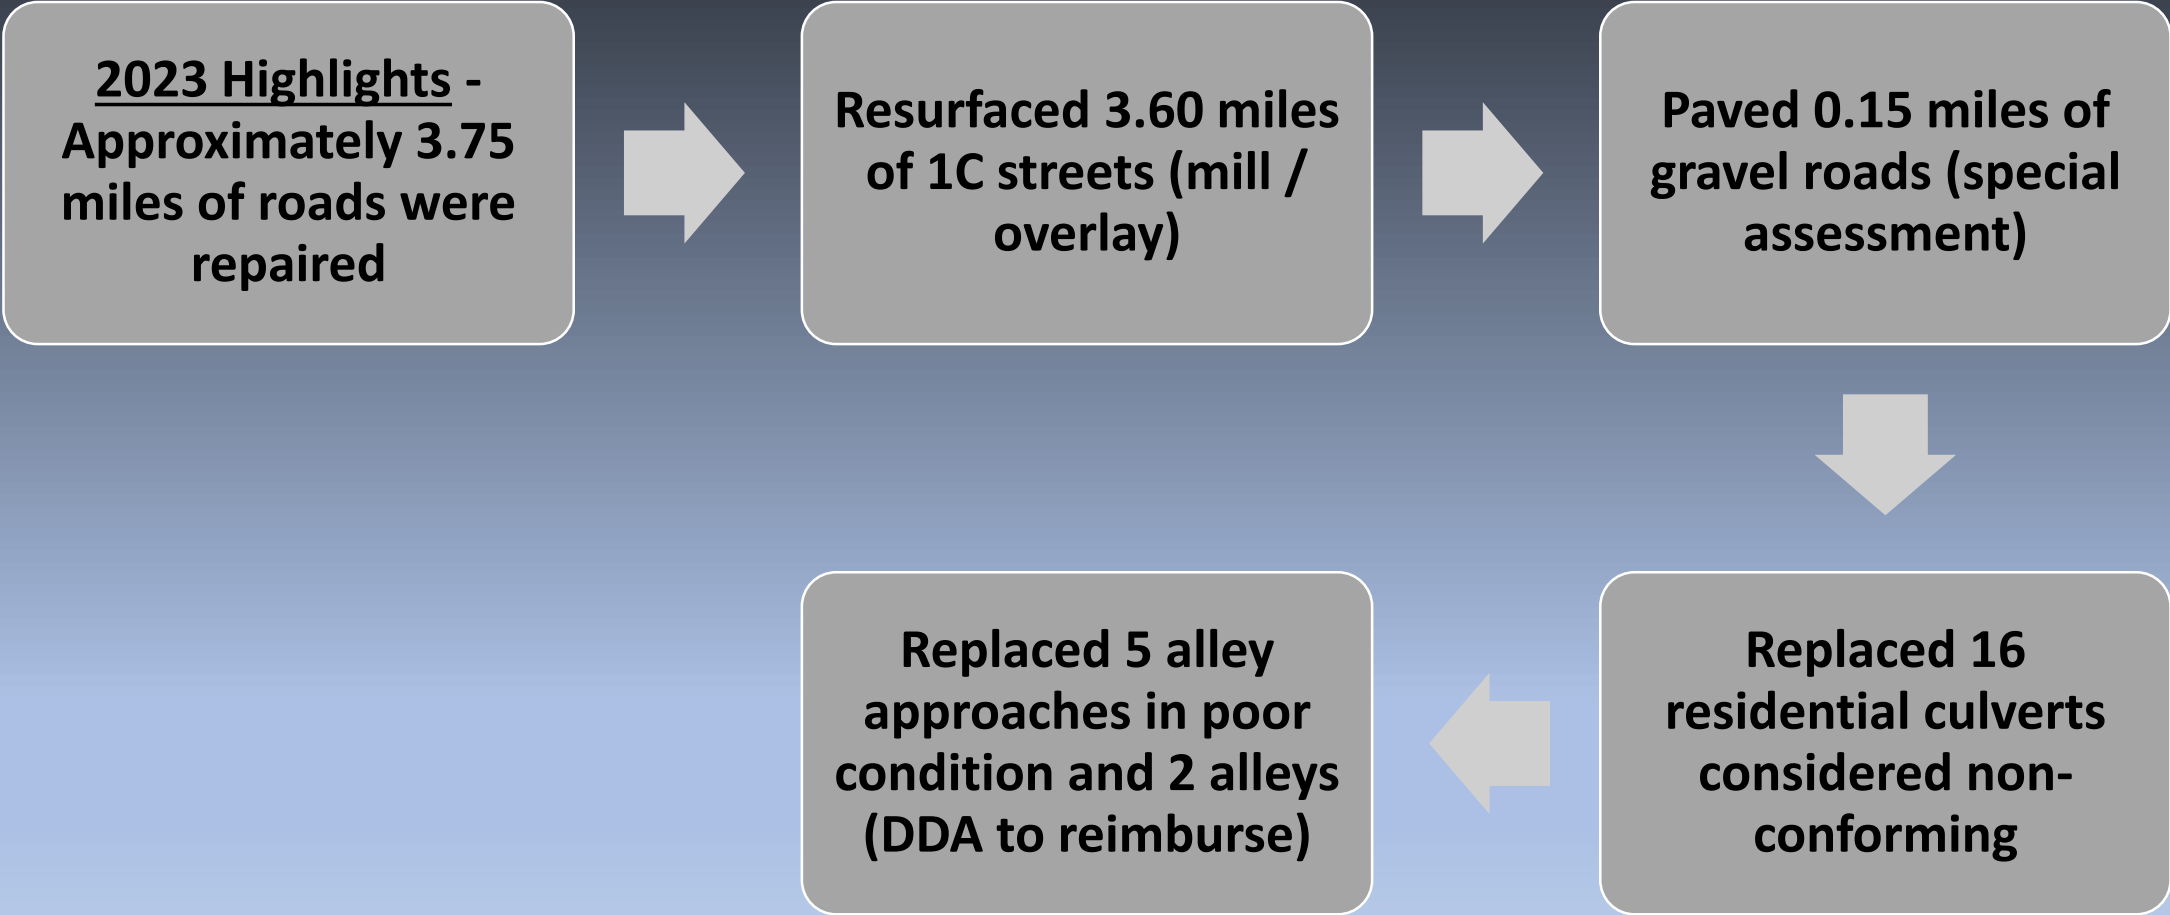 2023 Highlights -
Approximately 3.75
miles of roads were
repaired
Resurfaced 3.60 miles
of 1C streets (mill /
overlay)
Paved 0.15 miles of
gravel roads (special
assessment)
Replaced 16
residential culverts
considered non-
conforming
Replaced 5 alley
approaches in poor
condition and 2 alleys
(DDA to reimburse)